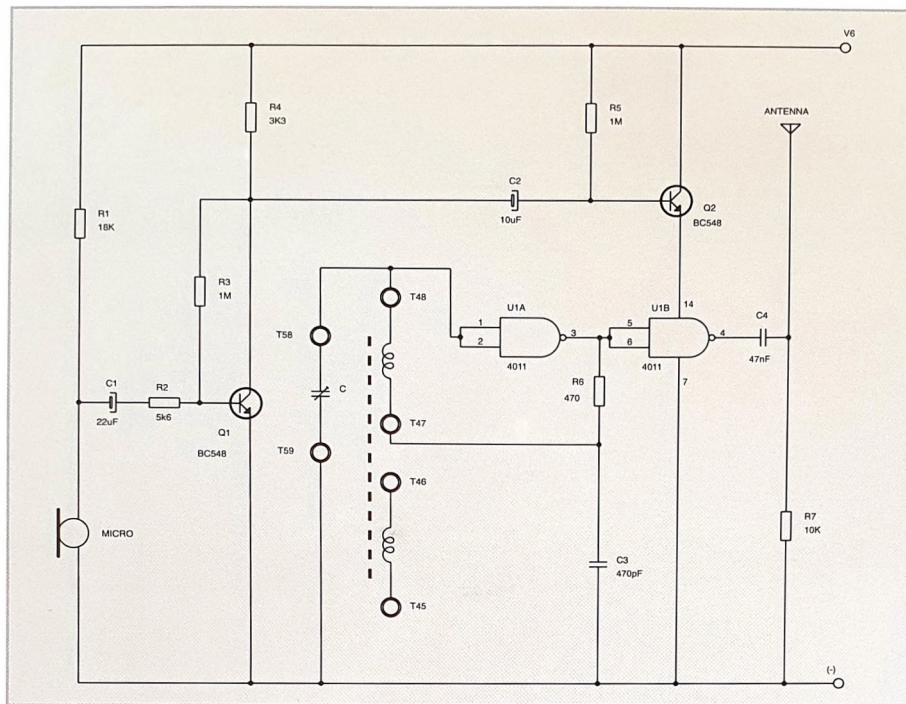 V6
R4
3K3
R5
1M
ANTENNA
C2
10uF
Q2
BC548
R1
18K
R3
1M
T48
T58
U1A
U1B
14
C4
1
2
3
5
6
4
4011
4011
47nF
7
C
R6
470
C1
R2
22uF
5k6
Q1
BC548
T47
T59
T46
MICRO
R7
10K
C3
470pF
T45
(-)